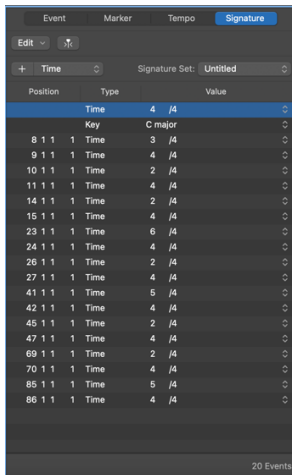 Event Marker Tempo Signature
Edit
+ Time Signature Set: Untitled
Position Type Value
Time 4 /4
Key C major
8 1 1 1 Time 3 /4
9 1 1 1 Time 4 /4
10 1 1 1 Time 2 /4
11 1 1 1 Time 4 /4
14 1 1 1 Time 2 /4
15 1 1 1 Time 4 /4
23 1 1 1 Time 6 /4
24 1 1 1 Time 4 /4
26 1 1 1 Time 2 /4
27 1 1 1 Time 4 /4
41 1 1 1 Time 5 /4
42 1 1 1 Time 4 /4
45 1 1 1 Time 2 /4
47 1 1 1 Time 4 /4
69 1 1 1 Time 2 /4
70 1 1 1 Time 4 /4
85 1 1 1 Time 5 /4
86 1 1 1 Time 4 /4
20 Events